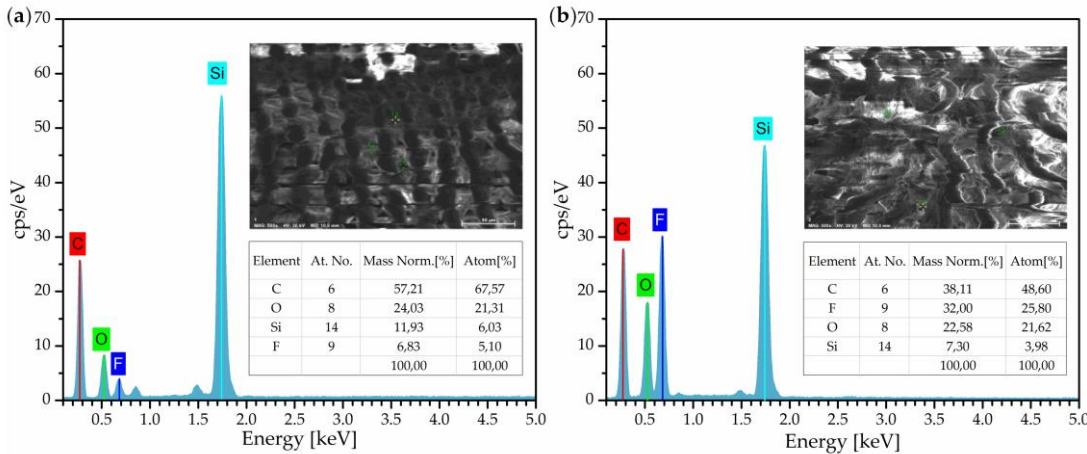 (a)
70
60
50
40
30
20
10
0
cps/eV
C
O
F
Si
0.5 1.0 1.5 2.0 2.5 3.0 3.5 4.0 4.5 5.0
Energy [keV]
Element At. No. Mass Norm.[%] Atom[%]
C 6 57,21 67,57
O 8 24,03 21,31
Si 14 11,93 6,03
F 9 6,83 5,10
100,00 100,00
(b)
70
60
50
40
30
20
10
0
cps/eV
C
O
F
Si
0.5 1.0 1.5 2.0 2.5 3.0 3.5 4.0 4.5 5.0
Energy [keV]
Element At. No. Mass Norm.[%] Atom[%]
C 6 38,11 48,60
F 9 32,00 25,80
O 8 22,58 21,62
Si 14 7,30 3,98
100,00 100,00